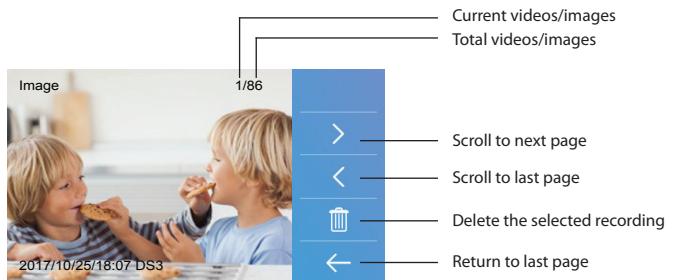 Current videos/images
Total videos/images
Image
1/86
Scroll to next page
Scroll to last page
Delete the selected recording
2017/10/25/18:07 DS3
Return to last page